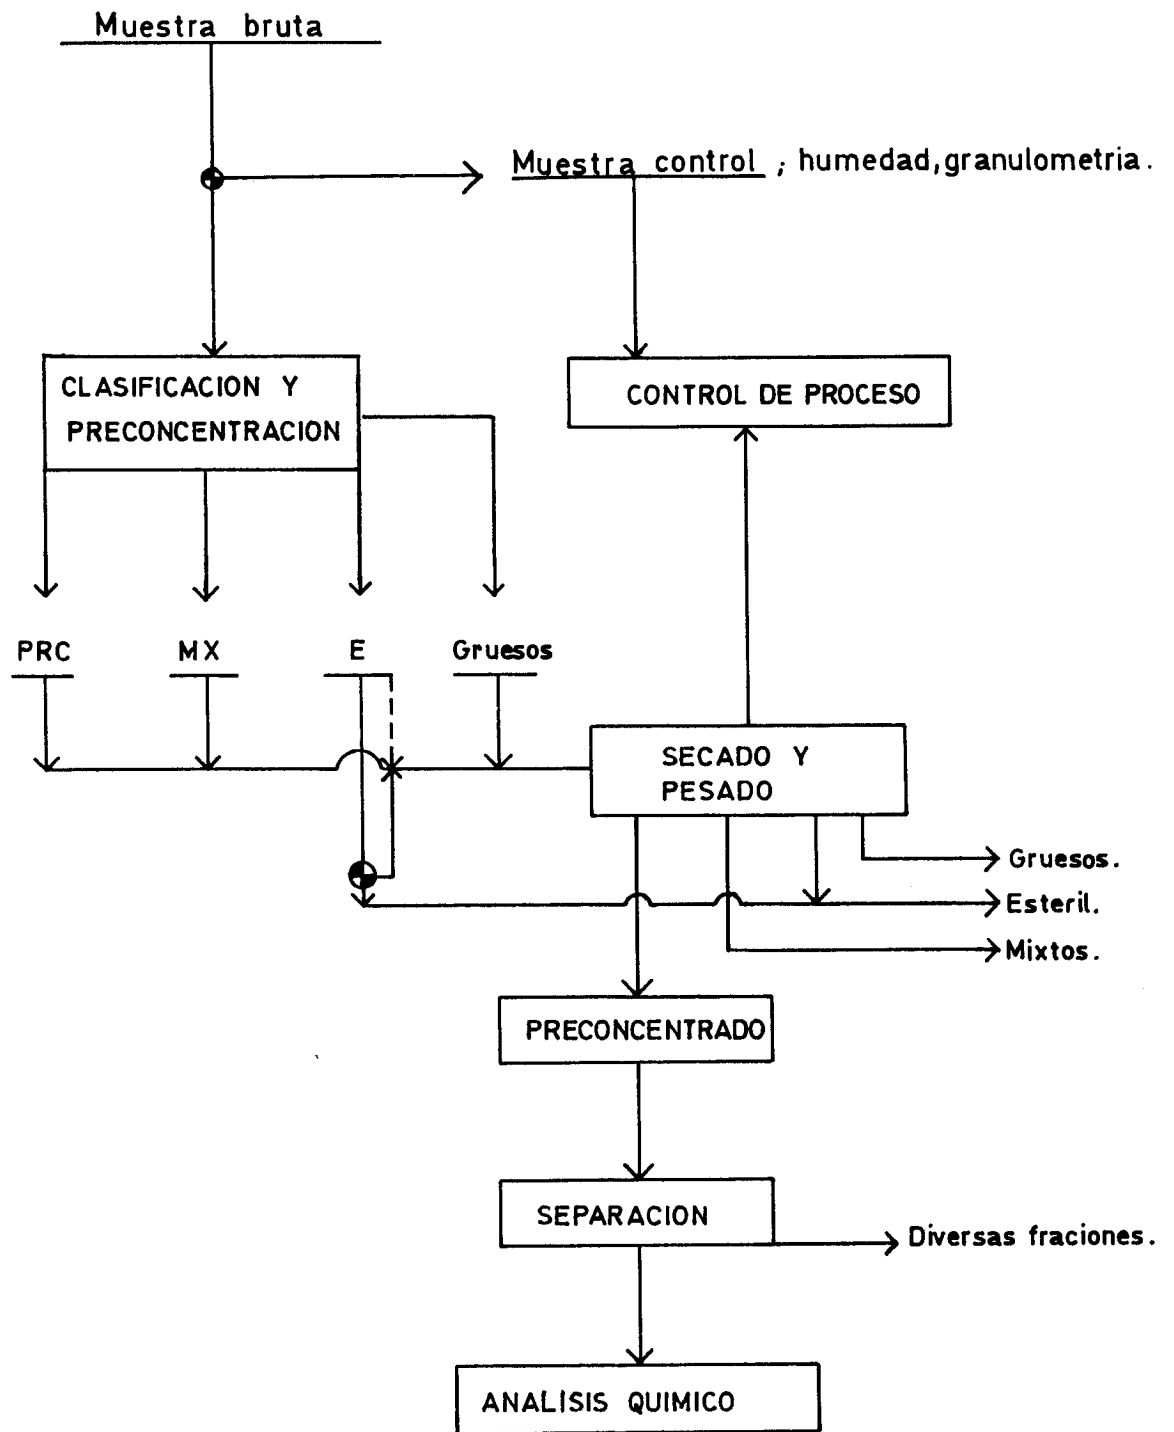 Muestra bruta
Muestra control ; humedad, granulometria.
CLASIFICACION Y
PRECONCENTRACION
CONTROL DE PROCESO
PRC
MX
E
Gruesos
SECADO Y
PESADO
Gruesos.
Esteril.
Mixtos.
PRECONCENTRADO
SEPARACION
Diversas fraciones.
ANALISIS QUIMICO